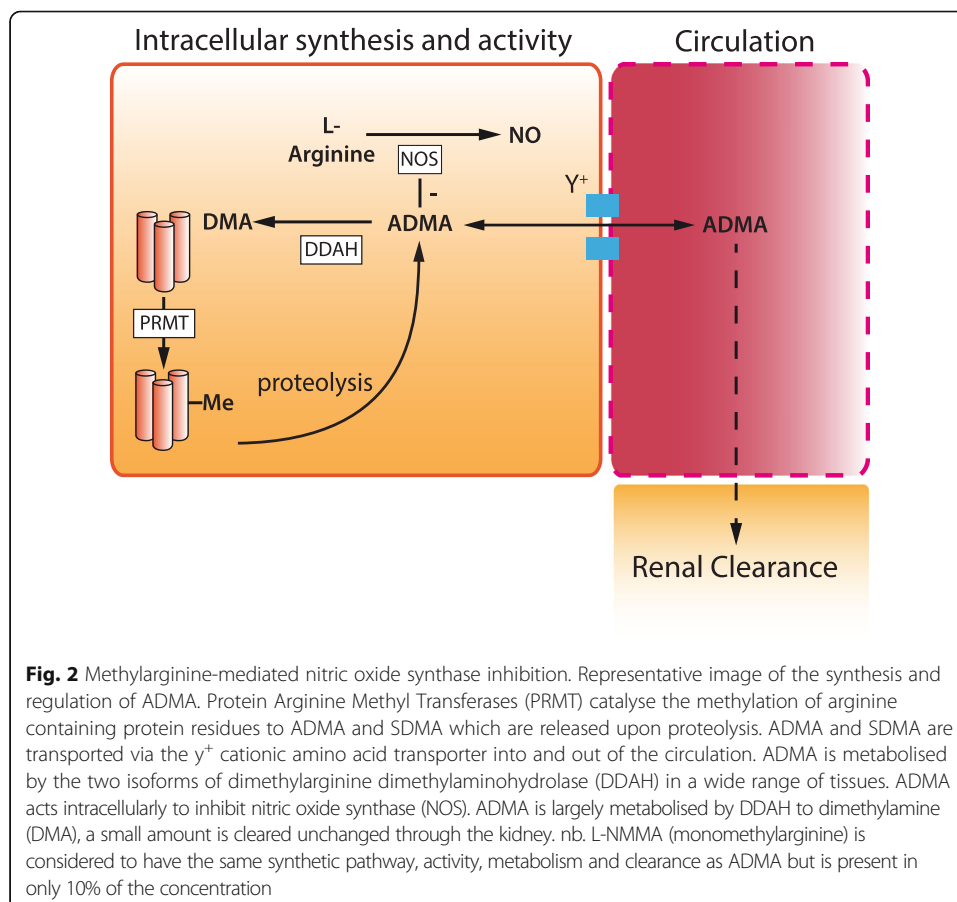 Intracellular synthesis and activity
Circulation
L-
Arginine
NO
NOS
-
Y⁺
DMA
ADMA
ADMA
DDAH
PRMT
proteolysis
-Me
Renal Clearance
Fig. 2 Methylarginine-mediated nitric oxide synthase inhibition. Representative image of the synthesis and
regulation of ADMA. Protein Arginine Methyl Transferases (PRMT) catalyse the methylation of arginine
containing protein residues to ADMA and SDMA which are released upon proteolysis. ADMA and SDMA are
transported via the y⁺ cationic amino acid transporter into and out of the circulation. ADMA is metabolised
by the two isoforms of dimethylarginine dimethylaminohydrolase (DDAH) in a wide range of tissues. ADMA
acts intracellularly to inhibit nitric oxide synthase (NOS). ADMA is largely metabolised by DDAH to dimethylamine
(DMA), a small amount is cleared unchanged through the kidney. nb. L-NMMA (monomethylarginine) is
considered to have the same synthetic pathway, activity, metabolism and clearance as ADMA but is present in
only 10% of the concentration